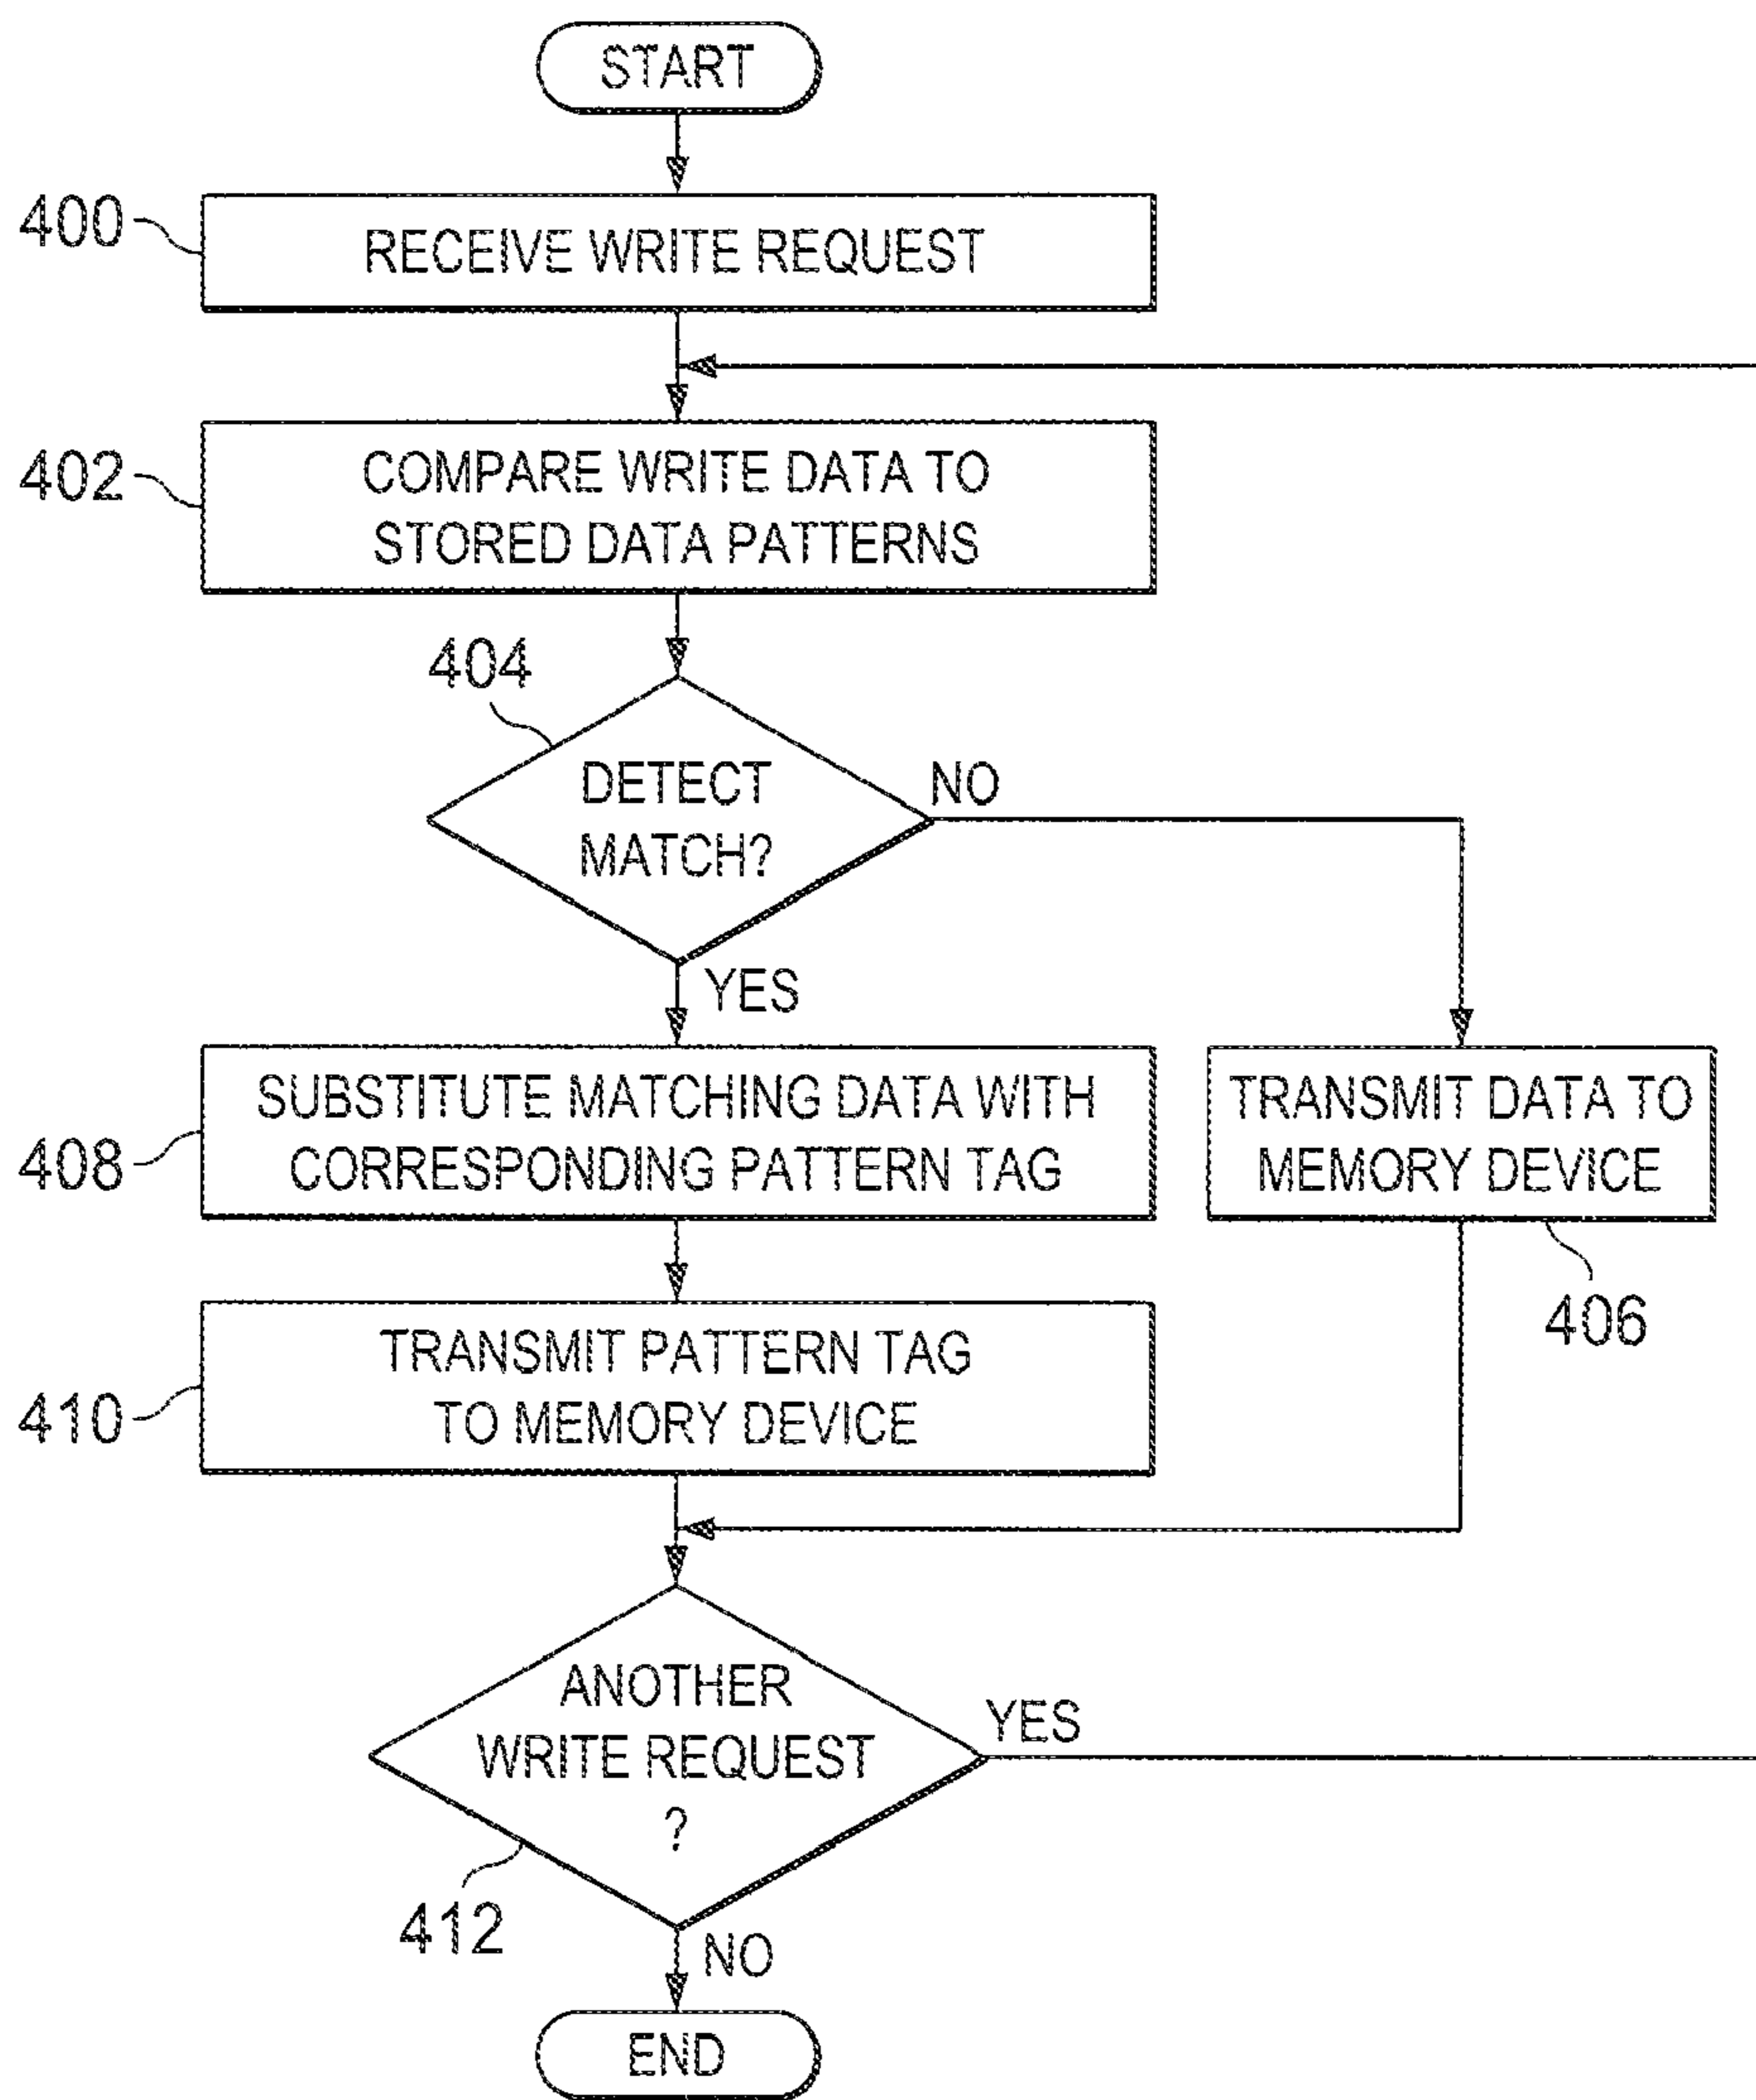 START
400
RECEIVE WRITE REQUEST
402
COMPARE WRITE DATA TO
STORED DATA PATTERNS
404
DETECT
MATCH?
NO
YES
408
SUBSTITUTE MATCHING DATA WITH
CORRESPONDING PATTERN TAG
TRANSMIT DATA TO
MEMORY DEVICE
406
410
TRANSMIT PATTERN TAG
TO MEMORY DEVICE
ANOTHER
WRITE REQUEST
?
YES
412
NO
END